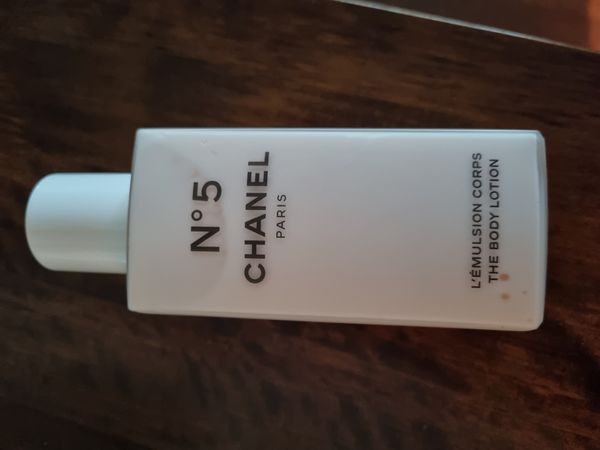 N°5
CHANEL
PARIS
L'ÉMULSION CORPS
THE BODY LOTION